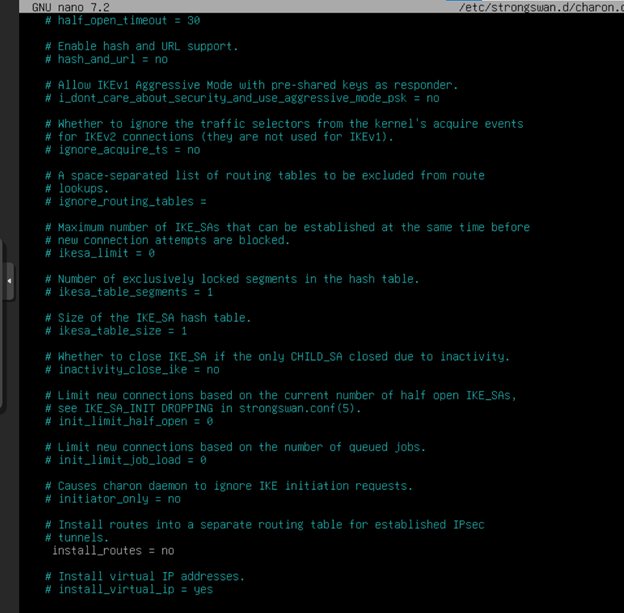 GNU nano 7.2 /etc/strongswan.d/charon.c
# half_open_timeout = 30
# Enable hash and URL support.
# hash_and_url = no
# Allow IKEv1 Aggressive Mode with pre-shared keys as responder.
# i_dont_care_about_security_and_use_aggressive_mode_psk = no
# Whether to ignore the traffic selectors from the kernel's acquire events
# for IKEv2 connections (they are not used for IKEv1).
# ignore_acquire_ts = no
# A space-separated list of routing tables to be excluded from route
# lookups.
# ignore_routing_tables =
# Maximum number of IKE_SAs that can be established at the same time before
# new connection attempts are blocked.
# ikesa_limit = 0
# Number of exclusively locked segments in the hash table.
# ikesa_table_segments = 1
# Size of the IKE_SA hash table.
# ikesa_table_size = 1
# Whether to close IKE_SA if the only CHILD_SA closed due to inactivity.
# inactivity_close_ike = no
# Limit new connections based on the current number of half open IKE_SAs,
# see IKE_SA_INIT DROPPING in strongswan.conf(5).
# init_limit_half_open = 0
# Limit new connections based on the number of queued jobs.
# init_limit_job_load = 0
# Causes charon daemon to ignore IKE initiation requests.
# initiator_only = no
# Install routes into a separate routing table for established IPsec
# tunnels.
install_routes = no
# Install virtual IP addresses.
# install_virtual_ip = yes